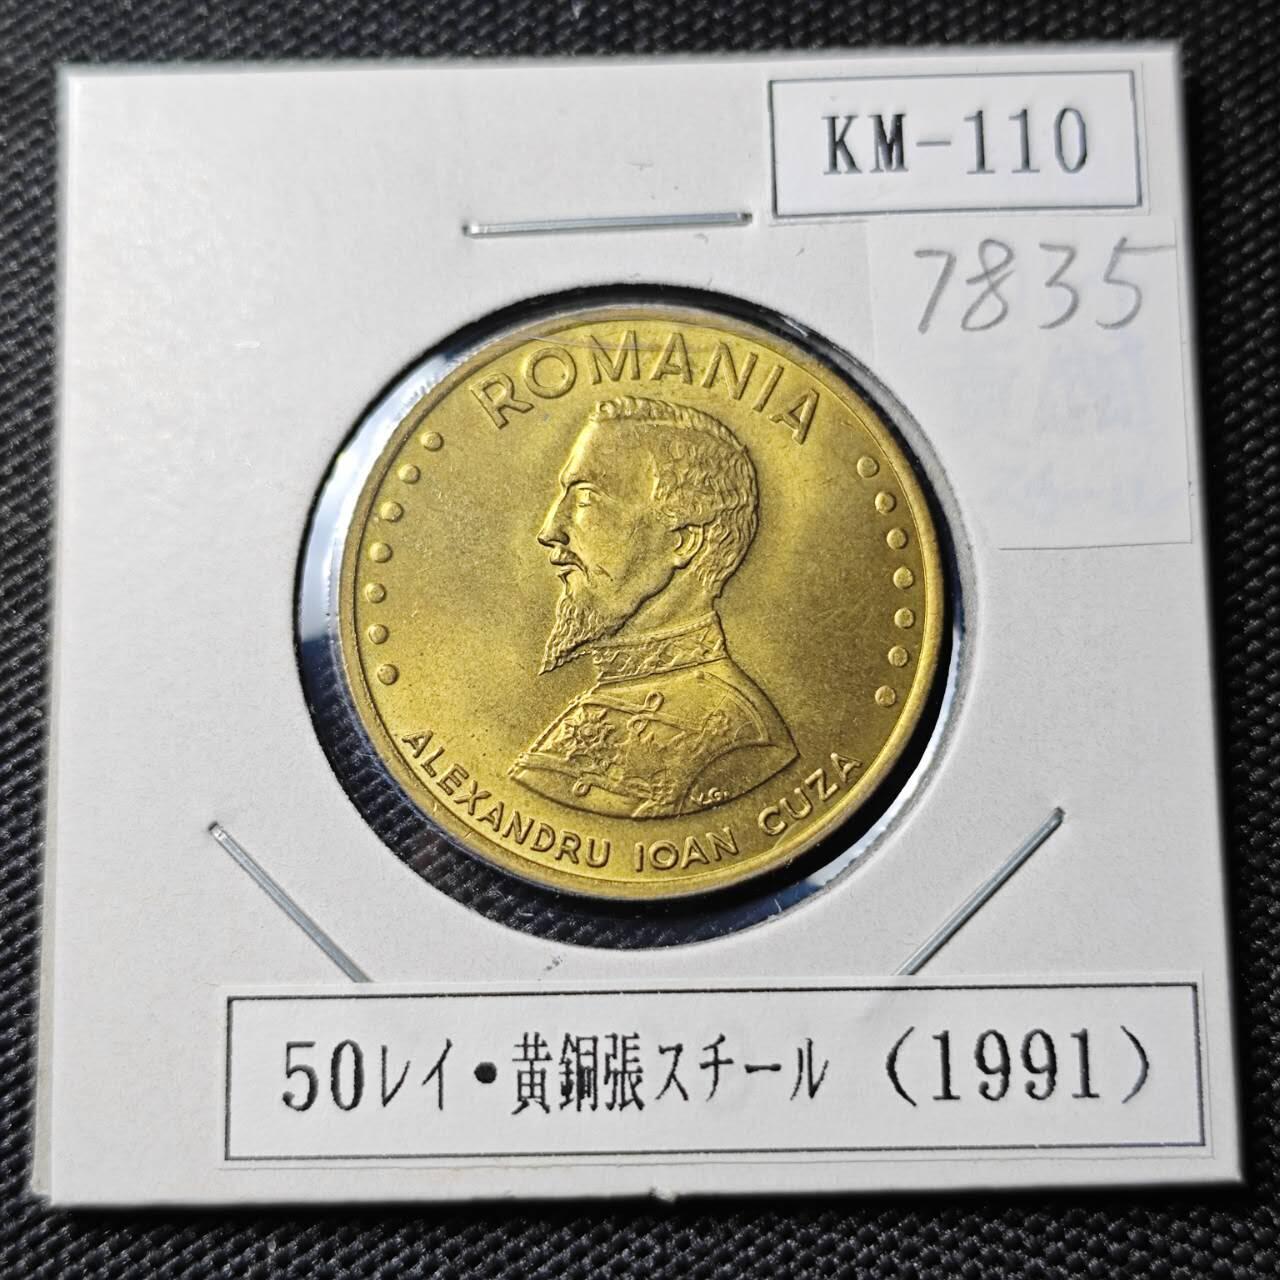 KM-110
7835
ROMANIA
ALEXANDRU IOAN CUZA
V.G.
50レイ・黄銅張スチール (1991)